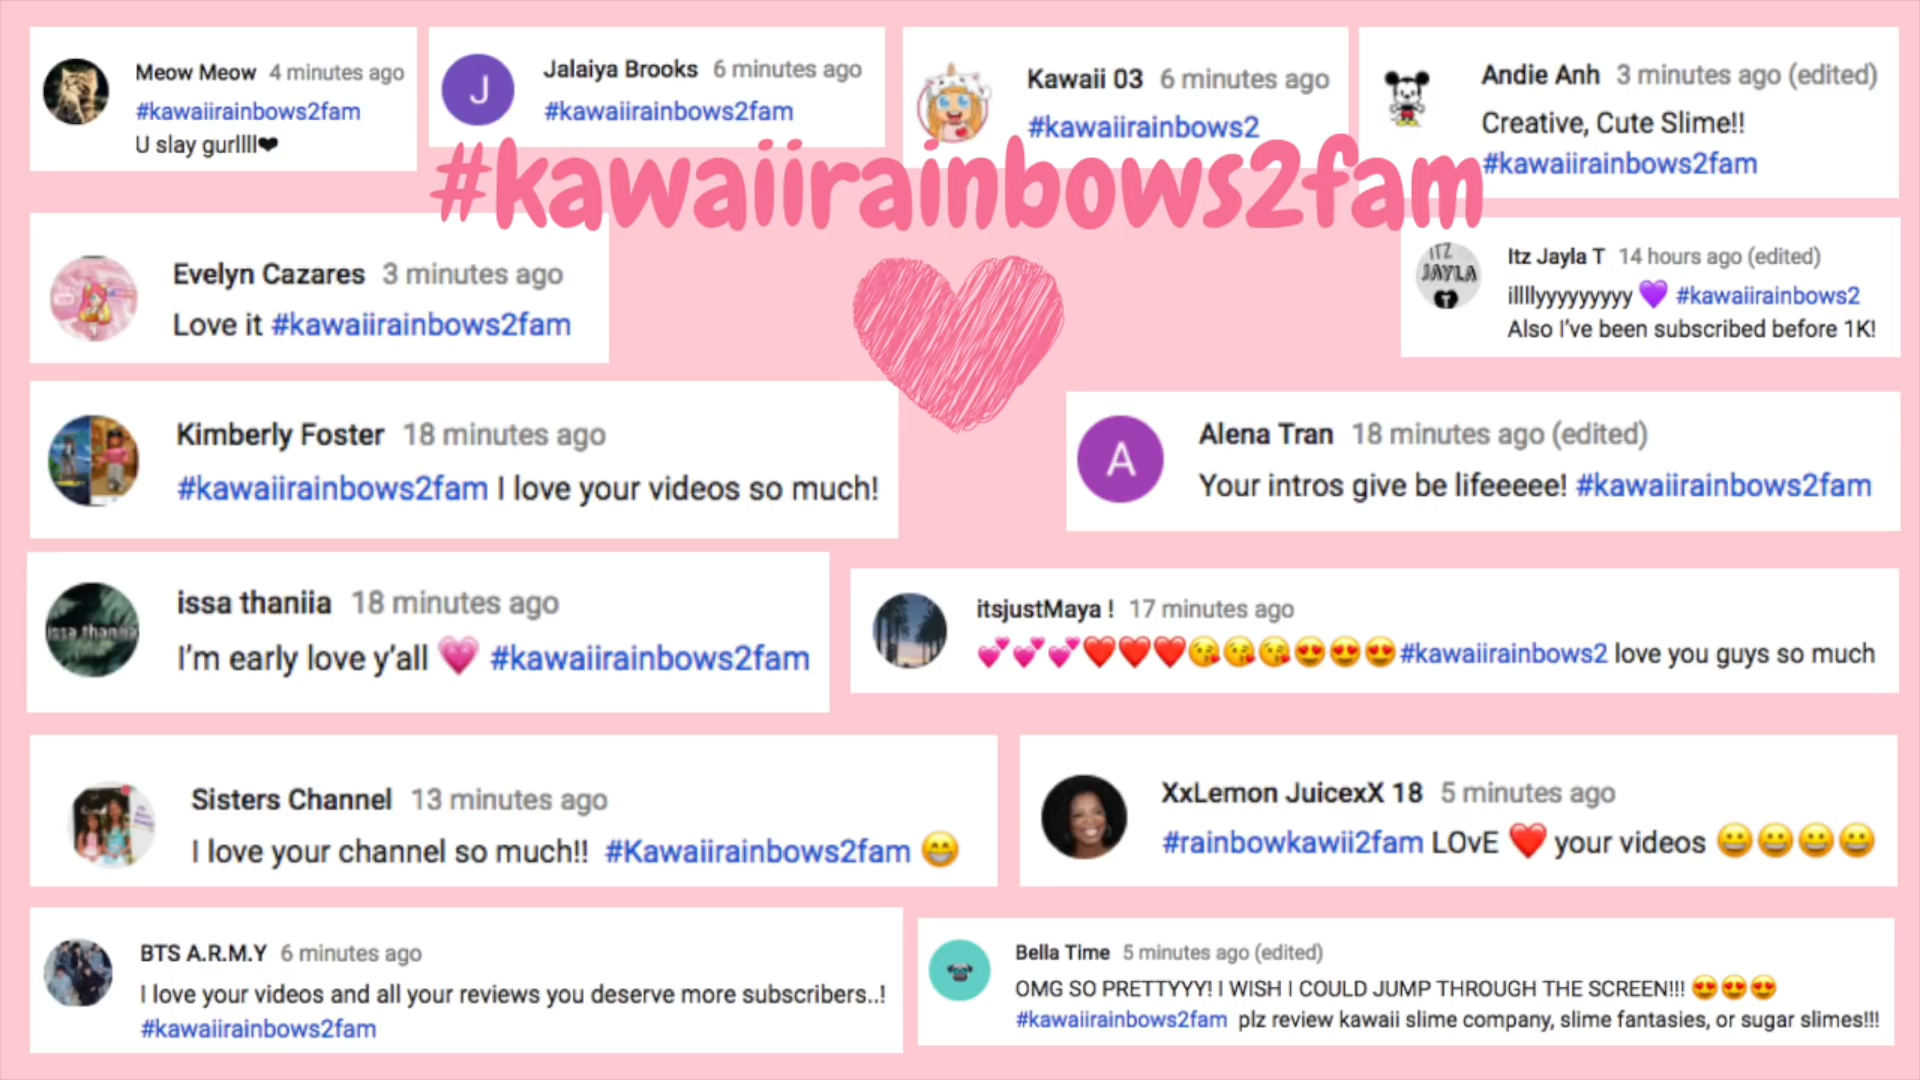 Meow Meow 4 minutes ago
#kawaiirainbows2fam
U slay gurllll❤
J
Jalaiya Brooks 6 minutes ago
#kawaiirainbows2fam
Kawaii 03 6 minutes ago
#kawaiirainbows2
Andie Anh 3 minutes ago (edited)
Creative, Cute Slime!!
#kawaiirainbows2fam
#kawaiirainbows2fam
Evelyn Cazares 3 minutes ago
Love it #kawaiirainbows2fam
ITZ
JAYLA
Itz Jayla T 14 hours ago (edited)
illllyyyyyyyyy 💜 #kawaiirainbows2
Also I've been subscribed before 1K!
Kimberly Foster 18 minutes ago
#kawaiirainbows2fam I love your videos so much!
A
Alena Tran 18 minutes ago (edited)
Your intros give be lifeeeee! #kawaiirainbows2fam
issa thaniia
issa thaniia 18 minutes ago
I'm early love y'all 💗 #kawaiirainbows2fam
itsjustMaya ! 17 minutes ago
💕💕💕❤️❤️❤️😘😘😘😍😍😍#kawaiirainbows2 love you guys so much
Sisters Channel 13 minutes ago
I love your channel so much!! #Kawaiirainbows2fam 😁
XxLemon JuicexX 18 5 minutes ago
#rainbowkawii2fam LOvE ❤️ your videos 😀😀😀😀
BTS A.R.M.Y 6 minutes ago
I love your videos and all your reviews you deserve more subscribers..!
#kawaiirainbows2fam
Bella Time 5 minutes ago (edited)
OMG SO PRETTYYY! I WISH I COULD JUMP THROUGH THE SCREEN!!! 😍😍😍
#kawaiirainbows2fam plz review kawaii slime company, slime fantasies, or sugar slimes!!!